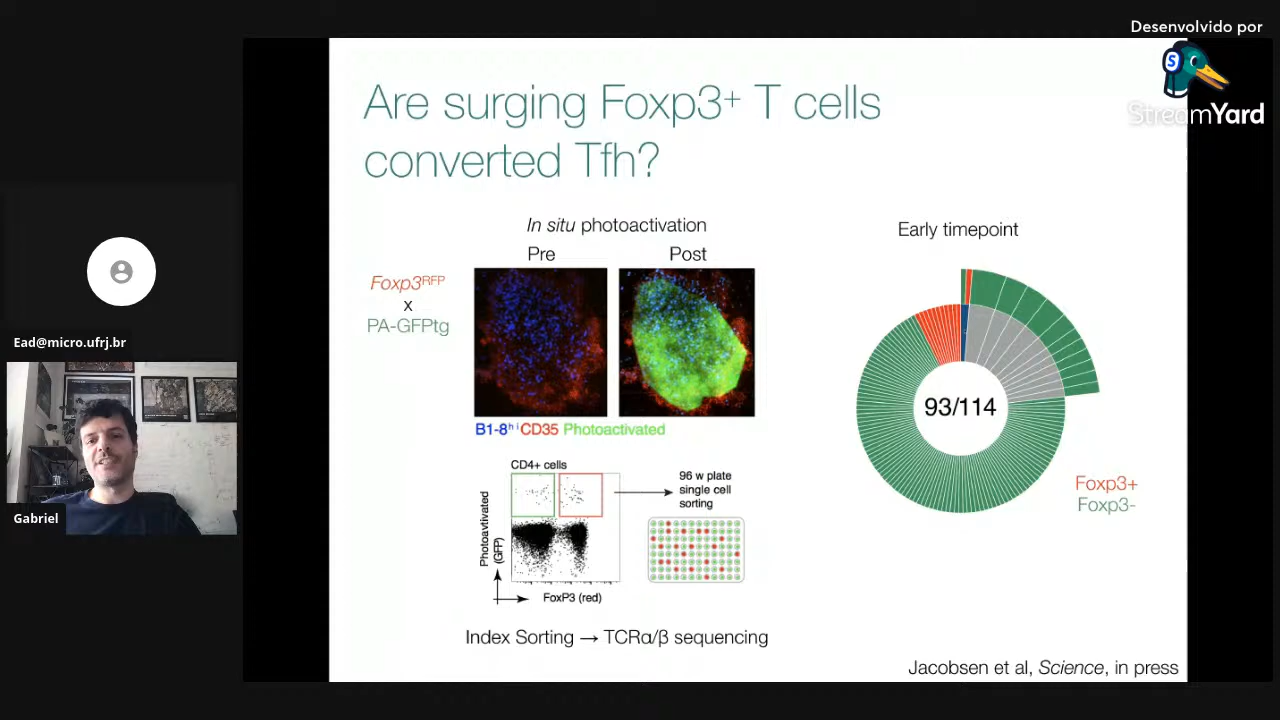 Desenvolvido por
StreamYard
Are surging Foxp3⁺ T cells
converted Tfh?
In situ photoactivation
Pre
Post
Foxp3ᴿᶠᴾ
x
PA-GFPtg
B1-8ʰⁱ CD35 Photoactivated
CD4+ cells
Photoavtivated
(GFP)
FoxP3 (red)
96 w plate
single cell
sorting
Index Sorting → TCRα/β sequencing
Early timepoint
93/114
Foxp3+
Foxp3-
Jacobsen et al, Science, in press
Ead@micro.ufrj.br
Gabriel